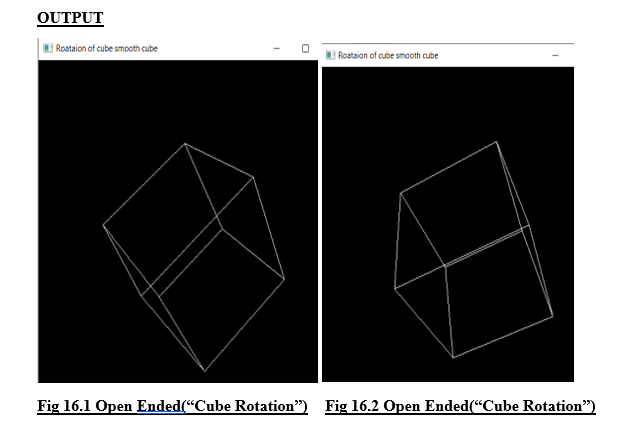 OUTPUT
Roataion of cube smooth cube
Roataion of cube smooth cube
Fig 16.1 Open Ended(“Cube Rotation”)
Fig 16.2 Open Ended(“Cube Rotation”)